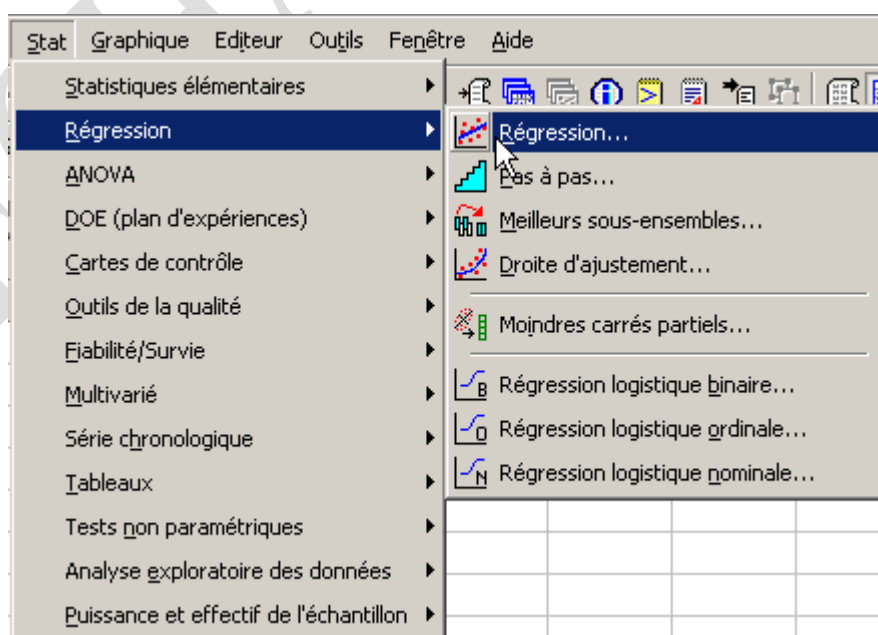 Stat Graphique Editeur Outils Fenêtre Aide
Statistiques élémentaires
Régression
ANOVA
DOE (plan d'expériences)
Cartes de contrôle
Outils de la qualité
Fiabilité/Survie
Multivarié
Série chronologique
Tableaux
Tests non paramétriques
Analyse exploratoire des données
Puissance et effectif de l'échantillon
Régression...
Pas à pas...
Meilleurs sous-ensembles...
Droite d'ajustement...
Moindres carrés partiels...
B Régression logistique binaire...
O Régression logistique ordinale...
N Régression logistique nominale...